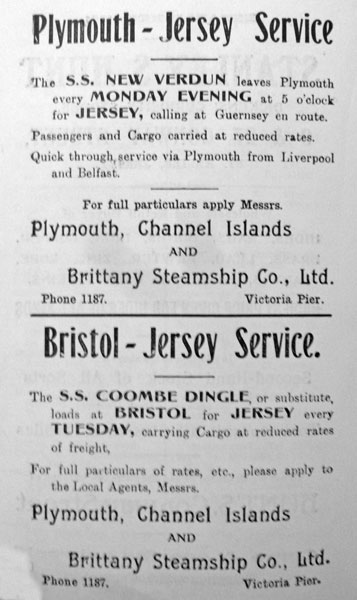 Plymouth - Jersey Service
The S.S. NEW VERDUN leaves Plymouth
every MONDAY EVENING at 5 o'clock
for JERSEY, calling at Guernsey en route.
Passengers and Cargo carried at reduced rates.
Quick through service via Plymouth from Liverpool
and Belfast.
For full particulars apply Messrs.
Plymouth, Channel Islands
AND
Brittany Steamship Co., Ltd.
Phone 1187. Victoria Pier.
Bristol - Jersey Service.
The S.S. COOMBE DINGLE, or substitute,
loads at BRISTOL for JERSEY every
TUESDAY, carrying Cargo at reduced rates
of freight,
For full particulars of rates, etc., please apply to
the Local Agents, Messrs.
Plymouth, Channel Islands
AND
Brittany Steamship Co., Ltd.
Phone 1187. Victoria Pier.